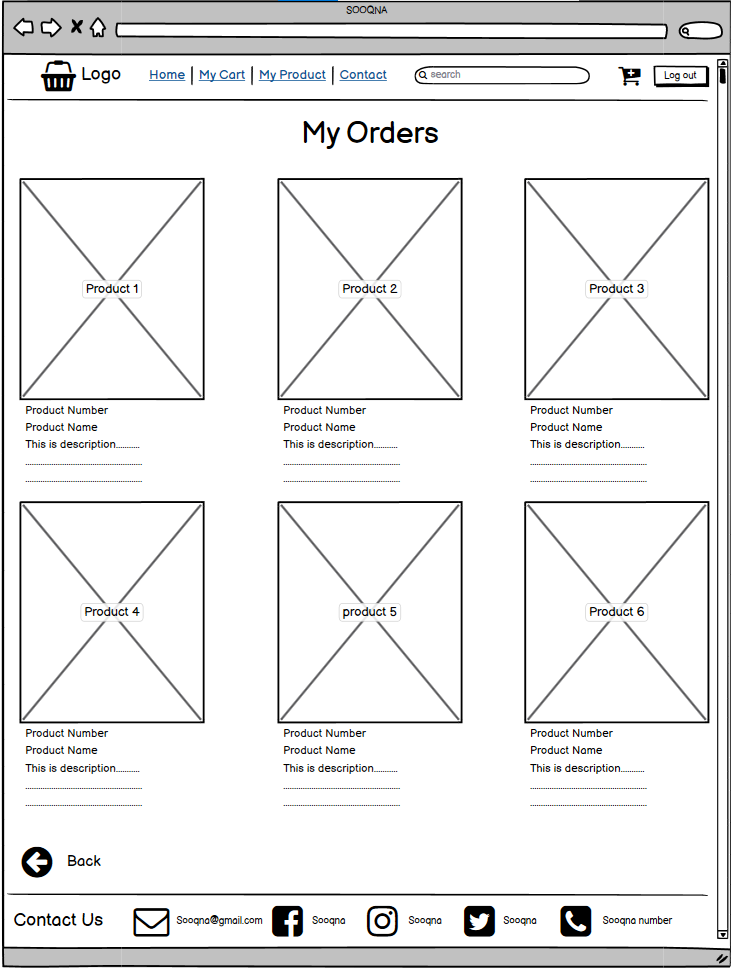 SOOQNA
Logo Home | My Cart | My Product | Contact search Log out
My Orders
Product 1 Product 2 Product 3
Product Number Product Number Product Number
Product Name Product Name Product Name
This is description.......... This is description.......... This is description..........
Product 4 product 5 Product 6
Product Number Product Number Product Number
Product Name Product Name Product Name
This is description.......... This is description.......... This is description..........
Back
Contact Us Sooqna@gmail.com Sooqna Sooqna Sooqna Sooqna number